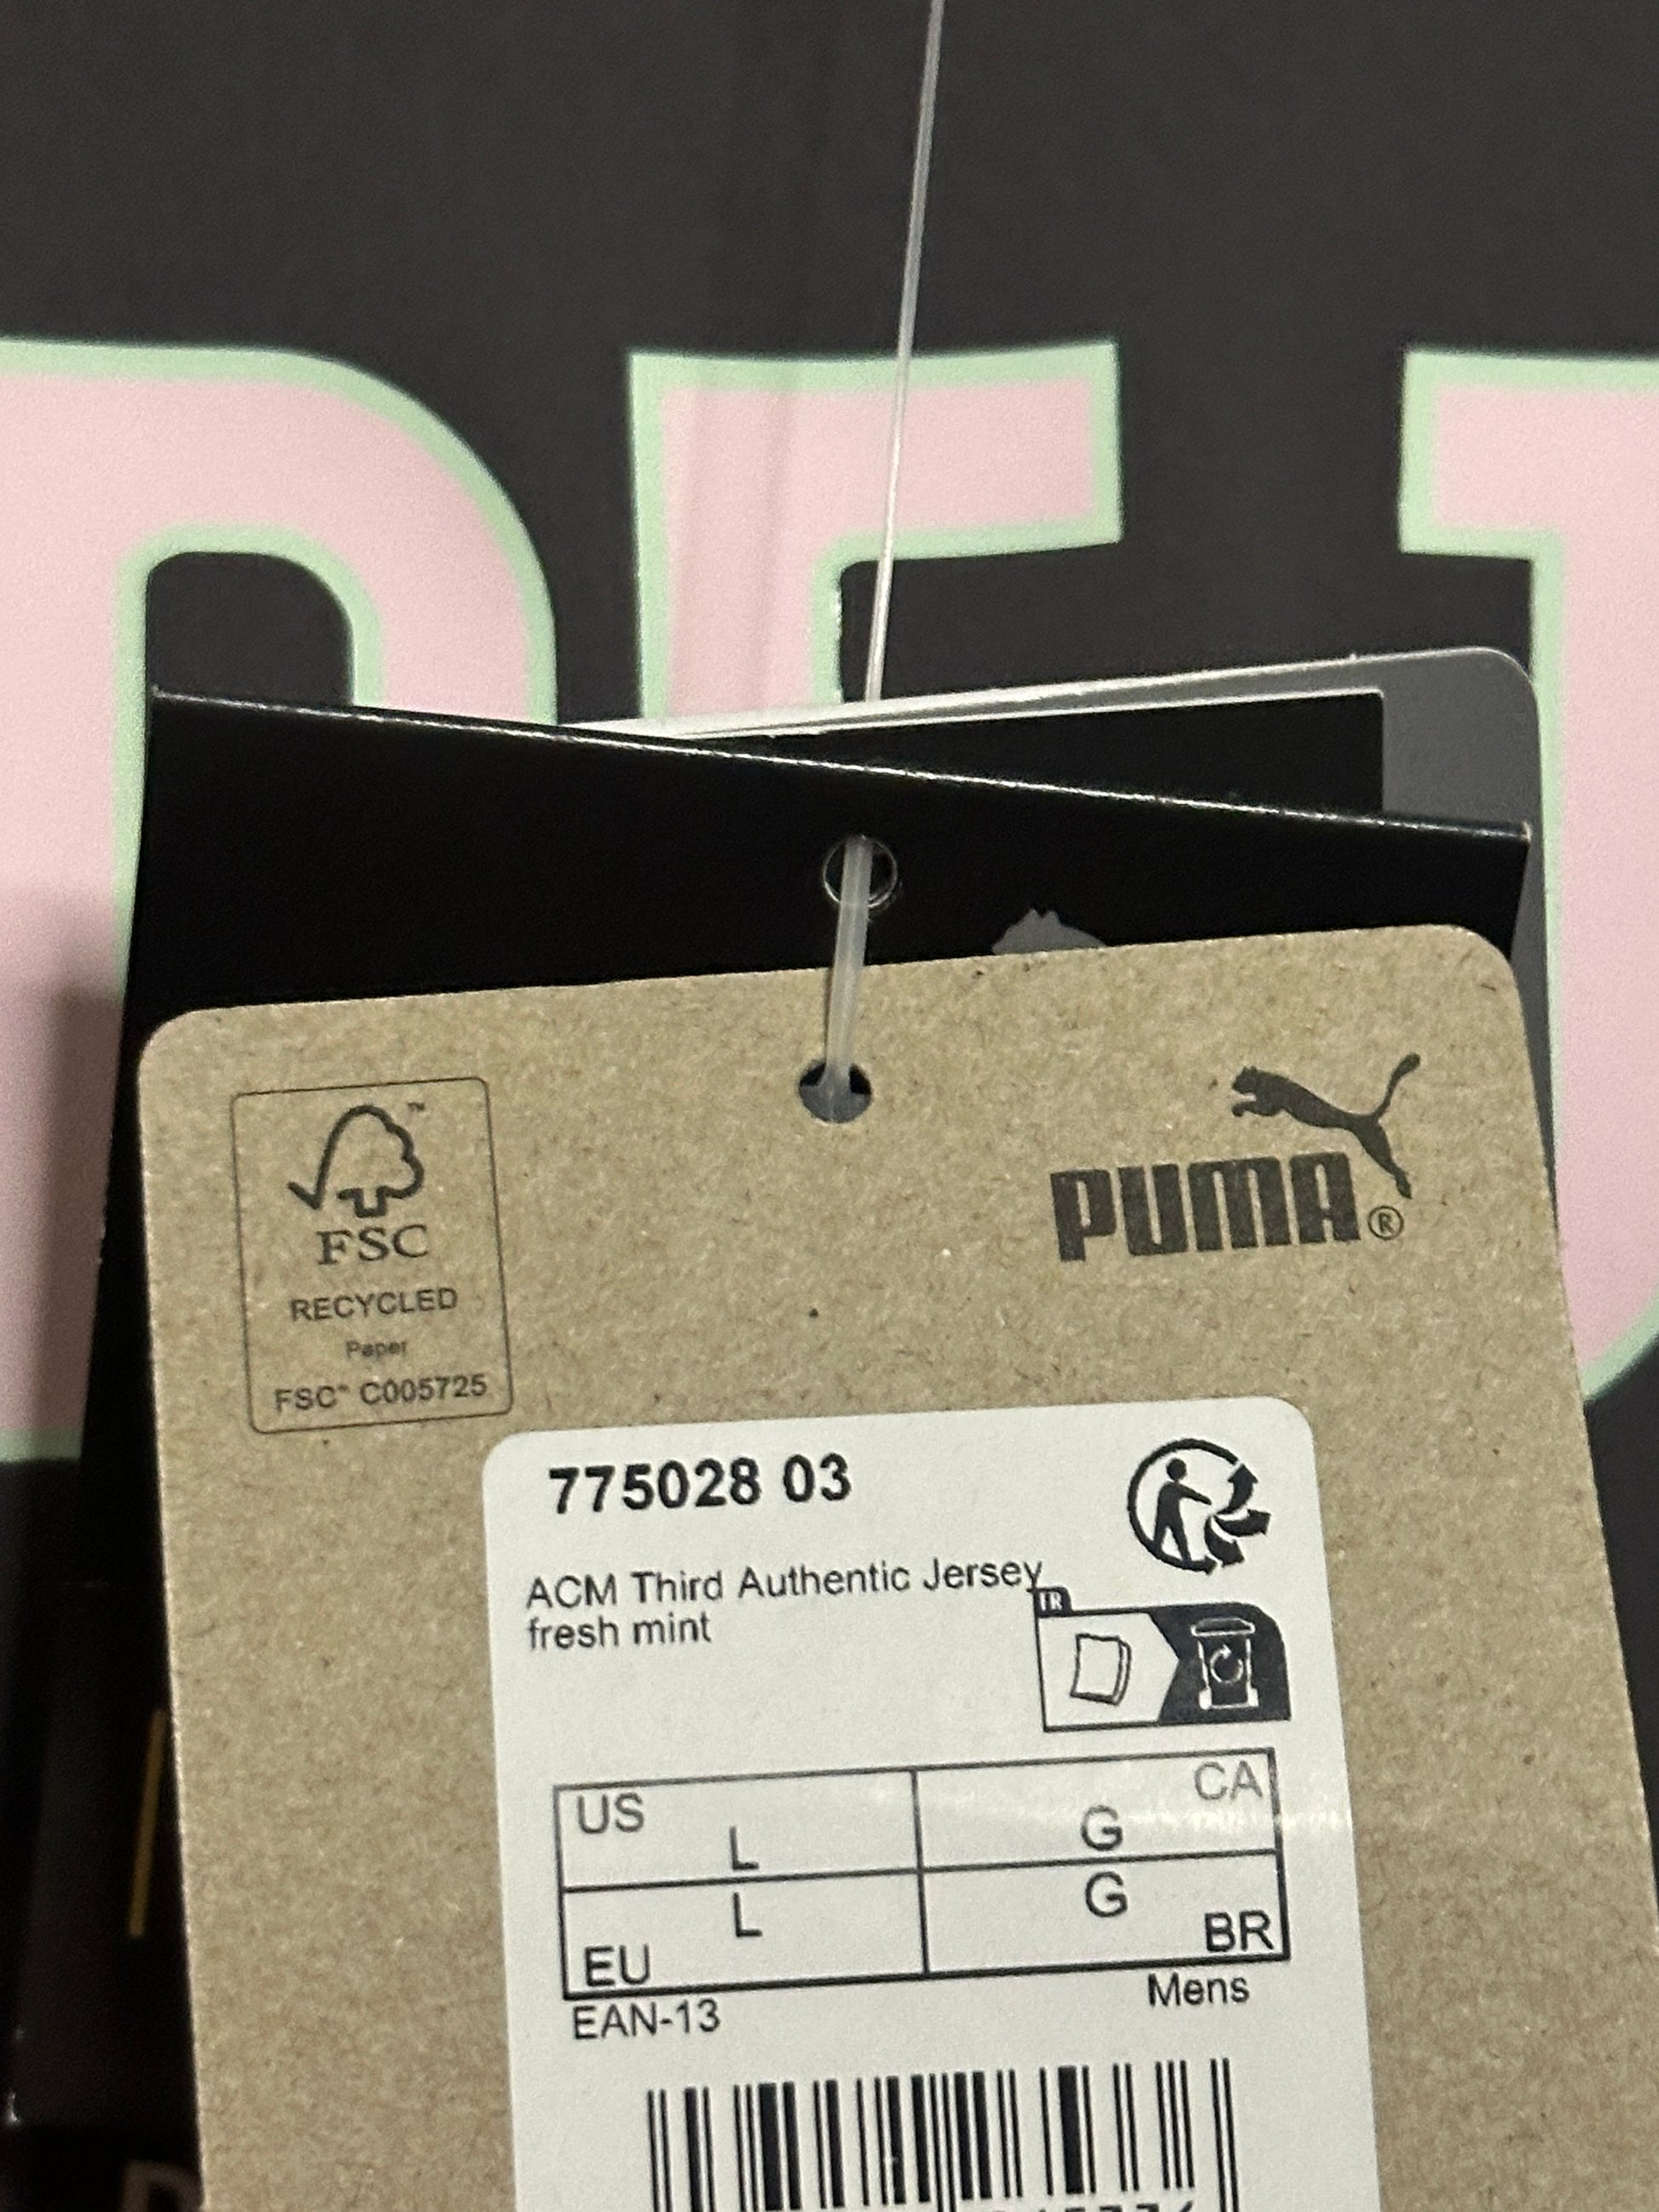 FSC
RECYCLED
Paper
FSC® C005725
PUMA®
775028 03
ACM Third Authentic Jersey
fresh mint
TR
US L
CA G
EU L
BR G
EAN-13
Mens